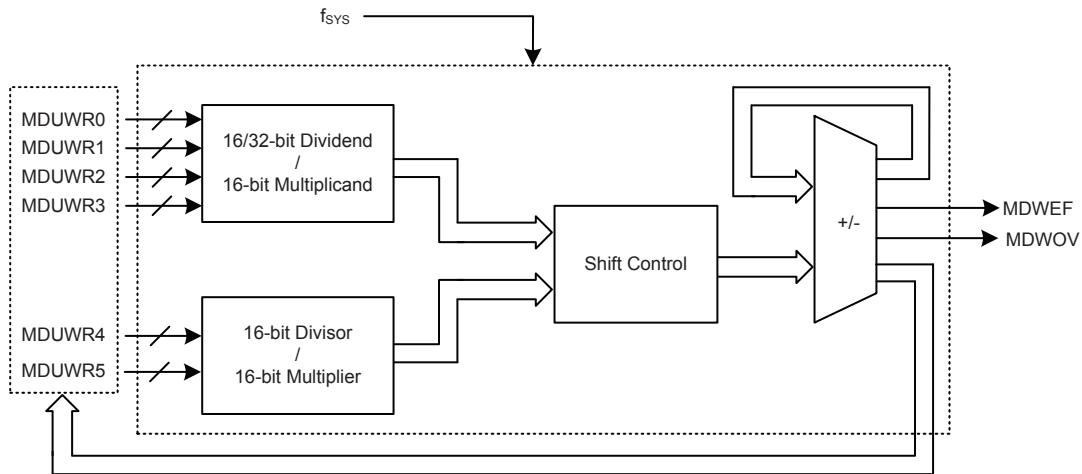 fSYS
MDUWR0
MDUWR1
MDUWR2
MDUWR3
16/32-bit Dividend
/
16-bit Multiplicand
MDUWR4
MDUWR5
16-bit Divisor
/
16-bit Multiplier
Shift Control
+/-
MDWEF
MDWOV